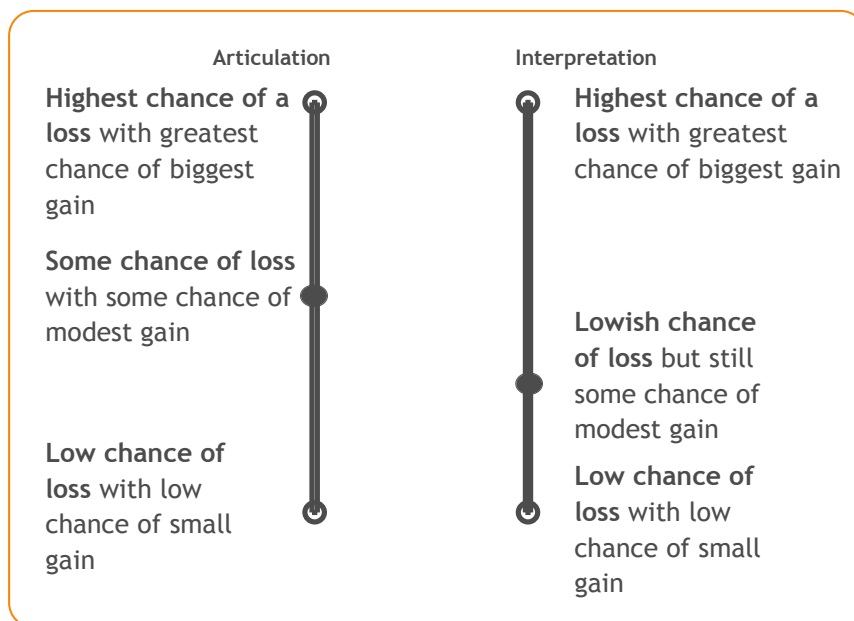 Articulation
Highest chance of a
loss with greatest
chance of biggest
gain
Some chance of loss
with some chance of
modest gain
Low chance of
loss with low
chance of small
gain
Interpretation
Highest chance of a
loss with greatest
chance of biggest gain
Lowish chance
of loss but still
some chance of
modest gain
Low chance of
loss with low
chance of small
gain